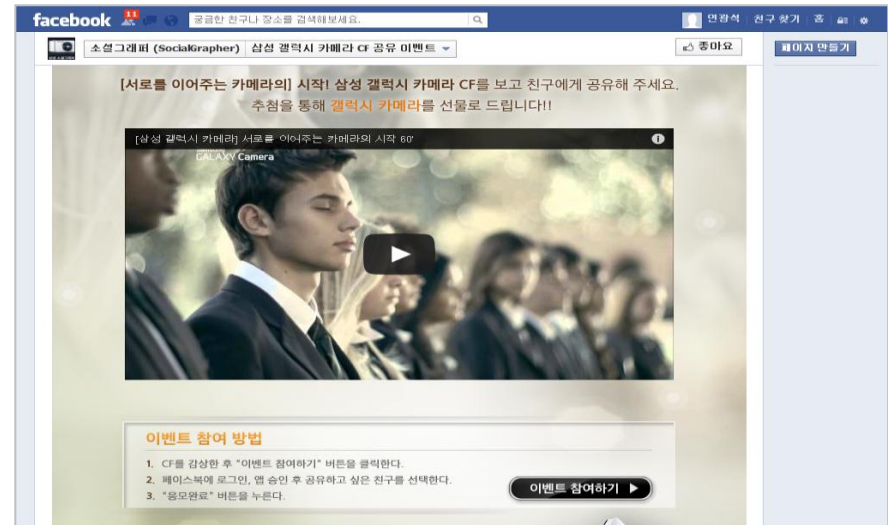 facebook 11 궁금한 친구나 장소를 검색해보세요. 연광석 친구 찾기 홈
소셜그래퍼 (SocialGrapher) 삼성 갤럭시 카메라 CF 공유 이벤트 좋아요 페이지 만들기
[서로를 이어주는 카메라의] 시작! 삼성 갤럭시 카메라 CF를 보고 친구에게 공유해 주세요.
추첨을 통해 갤럭시 카메라를 선물로 드립니다!!
[삼성 갤럭시 카메라] 서로를 이어주는 카메라의 시작 60'
GALAXY Camera
이벤트 참여 방법
1. CF를 감상한 후 "이벤트 참여하기" 버튼을 클릭한다.
2. 페이스북에 로그인, 앱 승인 후 공유하고 싶은 친구를 선택한다.
3. "응모완료" 버튼을 누른다.
이벤트 참여하기